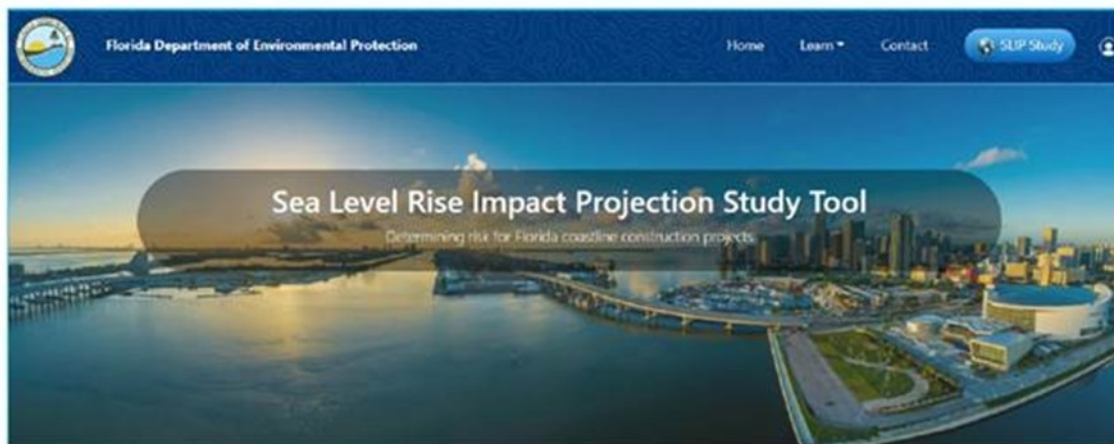 Florida Department of Environmental Protection
Home Learn Contact SLIP Study
Sea Level Rise Impact Projection Study Tool
Determining risk for Florida coastline construction projects